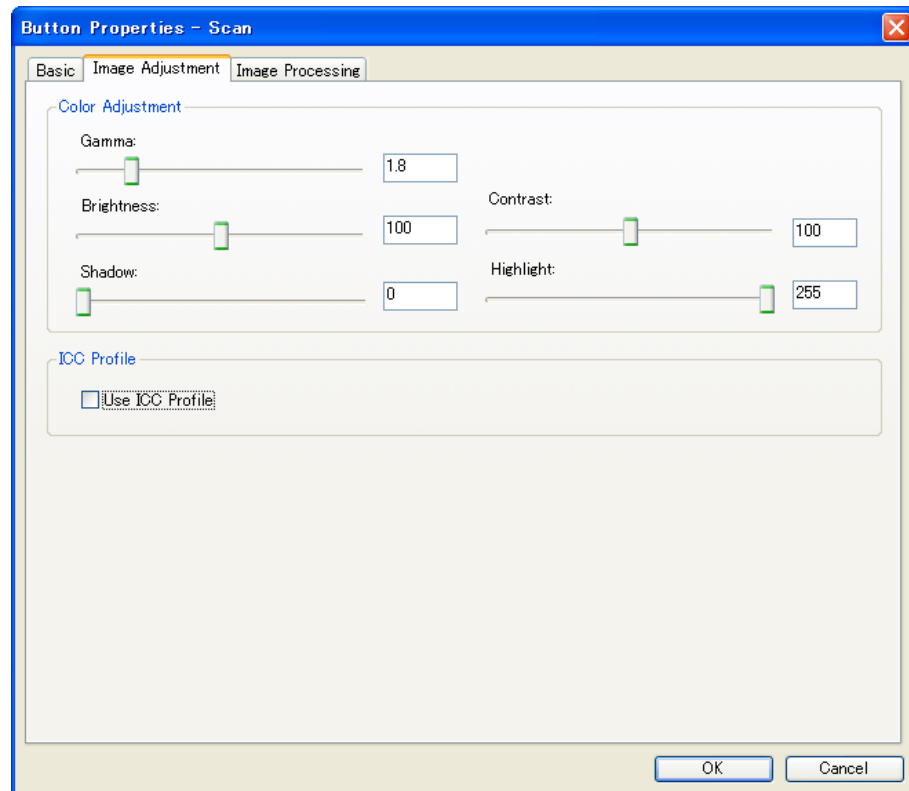 Button Properties - Scan
Basic Image Adjustment Image Processing
Color Adjustment
Gamma:
1.8
Brightness:
100
Contrast:
100
Shadow:
0
Highlight:
255
ICC Profile
Use ICC Profile
OK Cancel